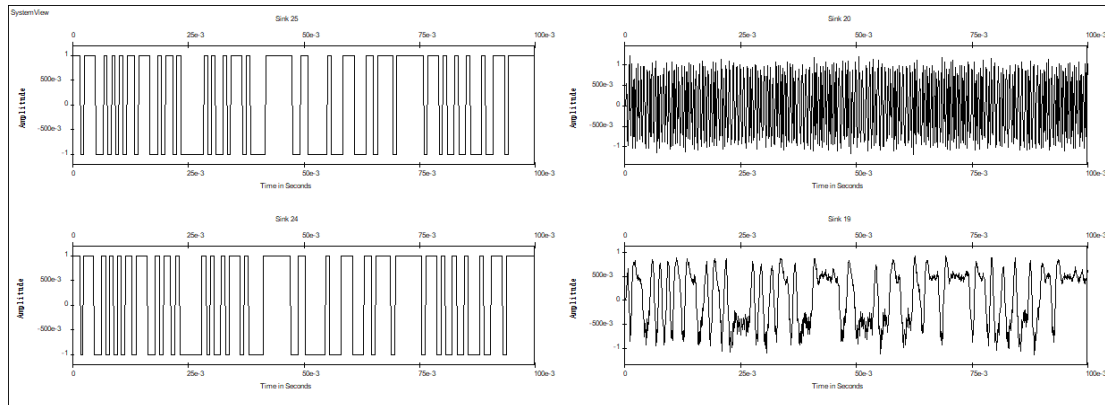 SystemView
Sink 25
0 25e-3 50e-3 75e-3 100e-3
1
500e-3
0
-500e-3
-1
Amplitude
0 25e-3 50e-3 75e-3 100e-3
Time in Seconds
Sink 20
0 25e-3 50e-3 75e-3 100e-3
1
500e-3
0
-500e-3
-1
Amplitude
0 25e-3 50e-3 75e-3 100e-3
Time in Seconds
Sink 24
0 25e-3 50e-3 75e-3 100e-3
1
500e-3
0
-500e-3
-1
Amplitude
0 25e-3 50e-3 75e-3 100e-3
Time in Seconds
Sink 19
0 25e-3 50e-3 75e-3 100e-3
1
500e-3
0
-500e-3
-1
Amplitude
0 25e-3 50e-3 75e-3 100e-3
Time in Seconds